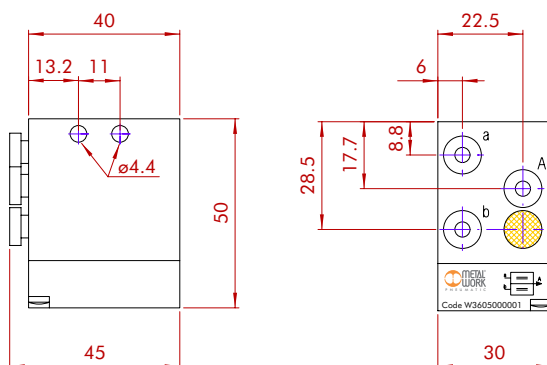 40
13.2 11
ø4.4
50
45
22.5
6
8.8
17.7
28.5
a
A
b
METAL
WORK
PNEUMATIC
A
Code W3605000001
30